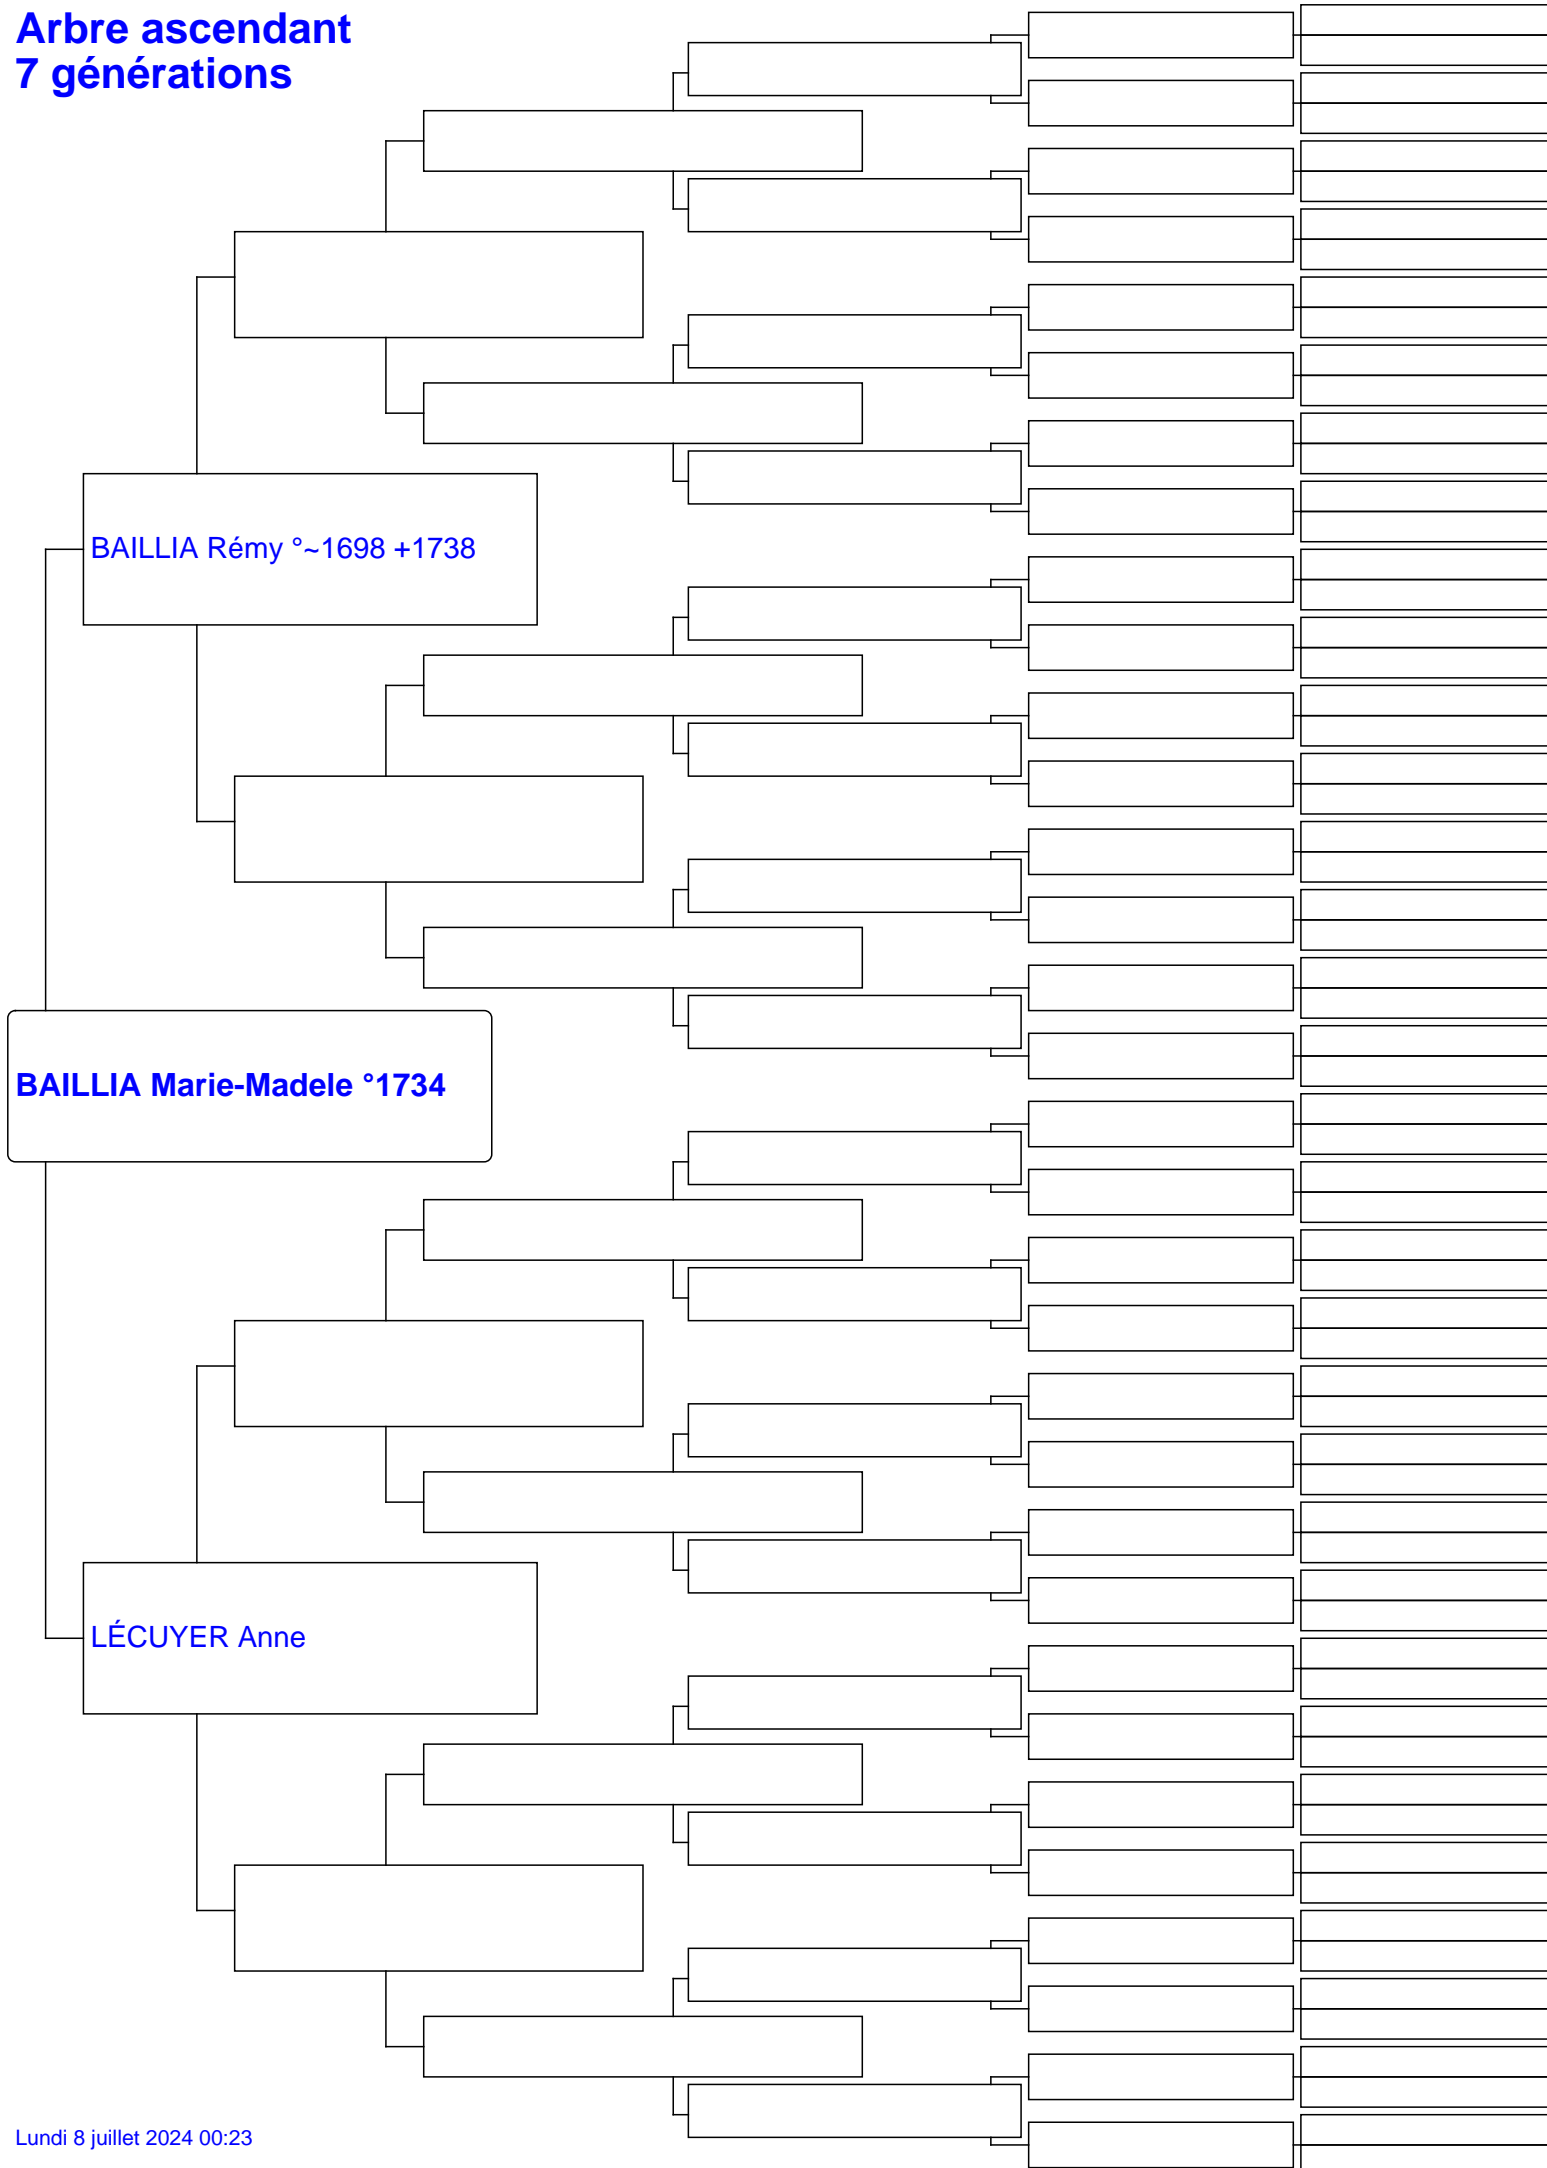 Arbre ascendant
7 générations
BAILLIA Rémy °~1698 +1738
BAILLIA Marie-Madele °1734
LÉCUYER Anne
Lundi 8 juillet 2024 00:23